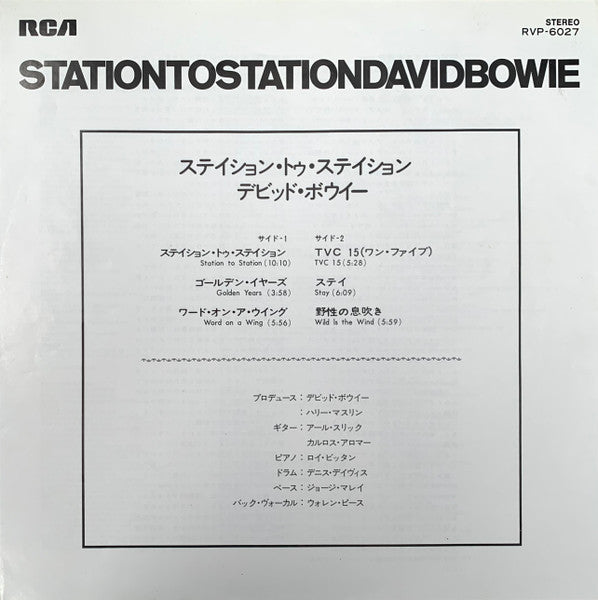 RCA
STEREO
RVP-6027
STATIONTOSTATIONDAVIDBOWIE
ステイション・トゥ・ステイション
デビッド・ボウイー
サイド-1
ステイション・トゥ・ステイション
Station to Station (10:10)
ゴールデン・イヤーズ
Golden Years (3:58)
ワード・オン・ア・ウイング
Word on a Wing (5:56)
サイド-2
TVC 15(ワン・ファイブ)
TVC 15 (5:28)
ステイ
Stay (6:09)
野性の息吹き
Wild is the Wind (5:59)
プロデュース：デビッド・ボウイー
：ハリー・マスリン
ギター：アール・スリック
カルロス・アロマー
ピアノ：ロイ・ビッタン
ドラム：デニス・デイヴィス
ベース：ジョージ・マレイ
バック・ヴォーカル：ウォレン・ピース